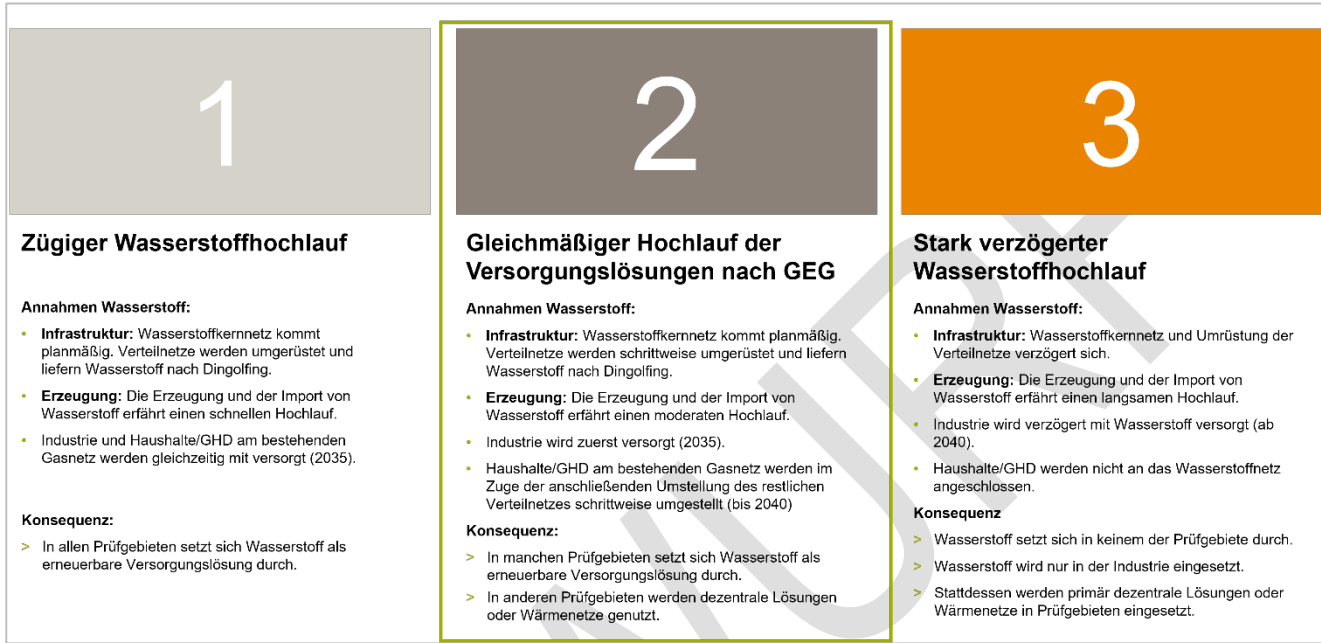 1
Zügiger Wasserstoffhochlauf
Annahmen Wasserstoff:
• Infrastruktur: Wasserstoffkernnetz kommt
planmäßig. Verteilnetze werden umgerüstet und
liefern Wasserstoff nach Dingolfing.
• Erzeugung: Die Erzeugung und der Import von
Wasserstoff erfährt einen schnellen Hochlauf.
• Industrie und Haushalte/GHD am bestehenden
Gasnetz werden gleichzeitig mit versorgt (2035).
Konsequenz:
> In allen Prüfgebieten setzt sich Wasserstoff als
erneuerbare Versorgungslösung durch.
2
Gleichmäßiger Hochlauf der
Versorgungslösungen nach GEG
Annahmen Wasserstoff:
• Infrastruktur: Wasserstoffkernnetz kommt planmäßig.
Verteilnetze werden schrittweise umgerüstet und liefern
Wasserstoff nach Dingolfing.
• Erzeugung: Die Erzeugung und der Import von
Wasserstoff erfährt einen moderaten Hochlauf.
• Industrie wird zuerst versorgt (2035).
• Haushalte/GHD am bestehenden Gasnetz werden im
Zuge der anschließenden Umstellung des restlichen
Verteilnetzes schrittweise umgestellt (bis 2040)
Konsequenz:
> In manchen Prüfgebieten setzt sich Wasserstoff als
erneuerbare Versorgungslösung durch.
> In anderen Prüfgebieten werden dezentrale Lösungen
oder Wärmenetze genutzt.
3
Stark verzögerter
Wasserstoffhochlauf
Annahmen Wasserstoff:
• Infrastruktur: Wasserstoffkernnetz und Umrüstung der
Verteilnetze verzögert sich.
• Erzeugung: Die Erzeugung und der Import von
Wasserstoff erfährt einen langsamen Hochlauf.
• Industrie wird verzögert mit Wasserstoff versorgt (ab
2040).
• Haushalte/GHD werden nicht an das Wasserstoffnetz
angeschlossen.
Konsequenz
> Wasserstoff setzt sich in keinem der Prüfgebiete durch.
> Wasserstoff wird nur in der Industrie eingesetzt.
> Stattdessen werden primär dezentrale Lösungen oder
Wärmenetze in Prüfgebieten eingesetzt.